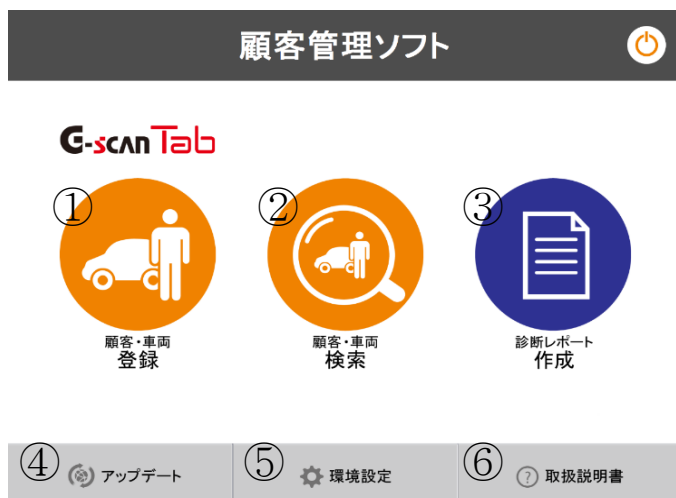 顧客管理ソフト
G-scan Tab
① ② ③
顧客・車両 顧客・車両 診断レポート
登録 検索 作成
④ アップデート ⑤ 環境設定 ⑥ ? 取扱説明書